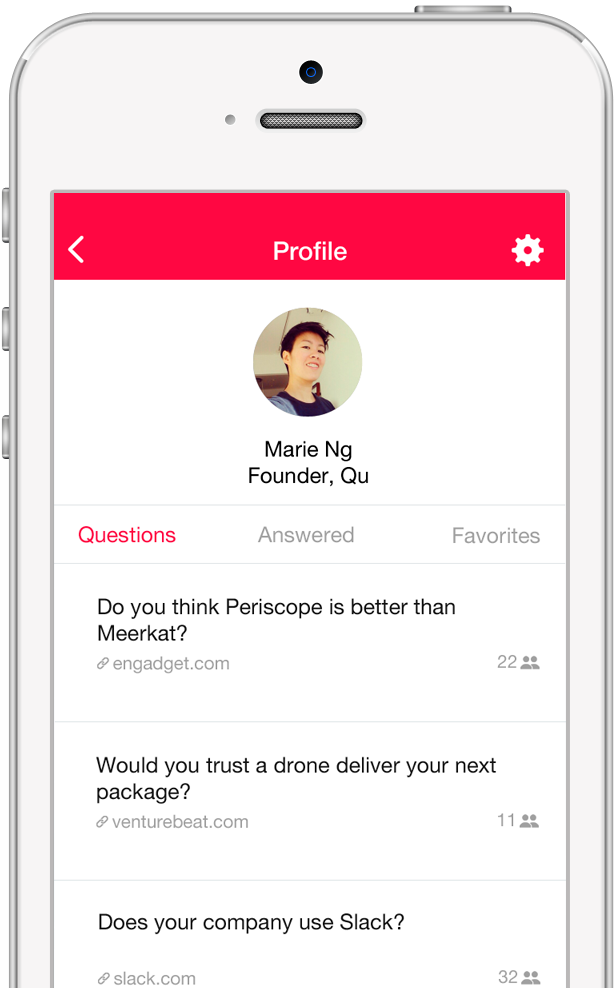 Profile
Marie Ng
Founder, Qu
Questions Answered Favorites
Do you think Periscope is better than
Meerkat?
engadget.com 22
Would you trust a drone deliver your next
package?
venturebeat.com 11
Does your company use Slack?
slack.com 32